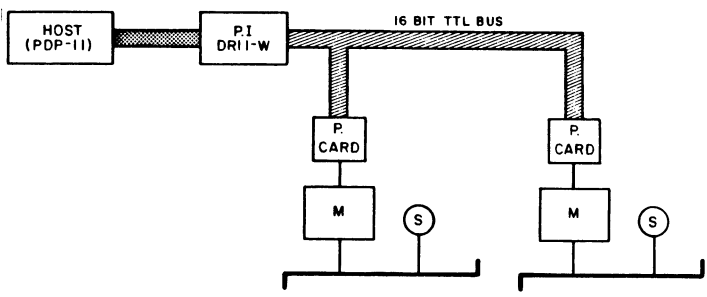 HOST
(PDP-11)
P.I
DR11-W
16 BIT TTL BUS
P.
CARD
M
S
P.
CARD
M
S